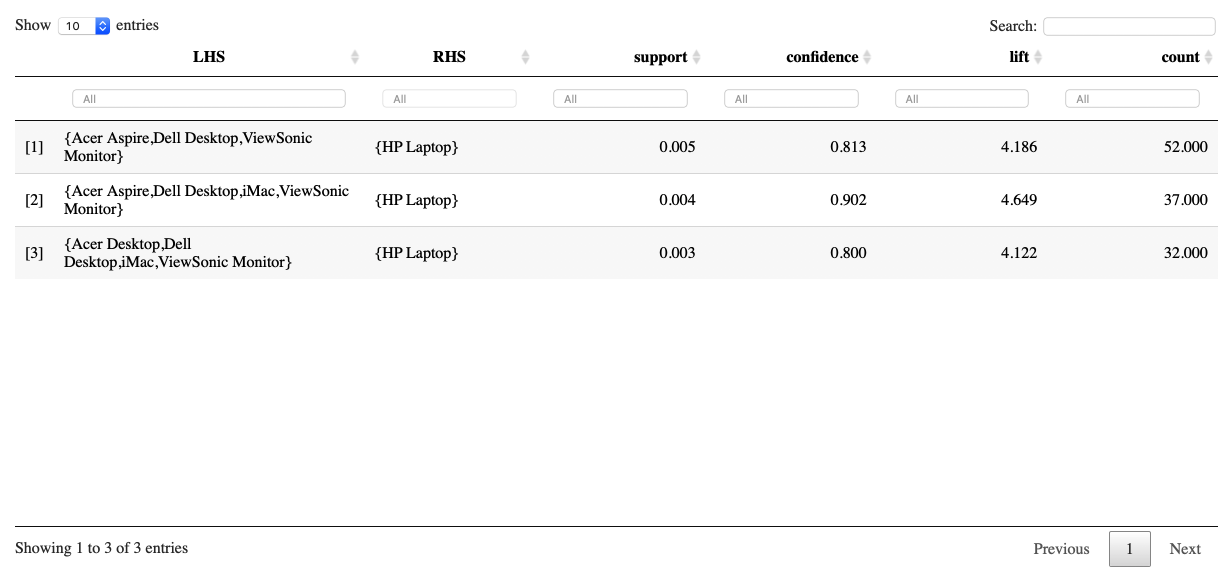 Show 10 entries Search:
LHS RHS support confidence lift count
All All All All All All
[1] {Acer Aspire,Dell Desktop,ViewSonic Monitor} {HP Laptop} 0.005 0.813 4.186 52.000
[2] {Acer Aspire,Dell Desktop,iMac,ViewSonic Monitor} {HP Laptop} 0.004 0.902 4.649 37.000
[3] {Acer Desktop,Dell Desktop,iMac,ViewSonic Monitor} {HP Laptop} 0.003 0.800 4.122 32.000
Showing 1 to 3 of 3 entries Previous 1 Next